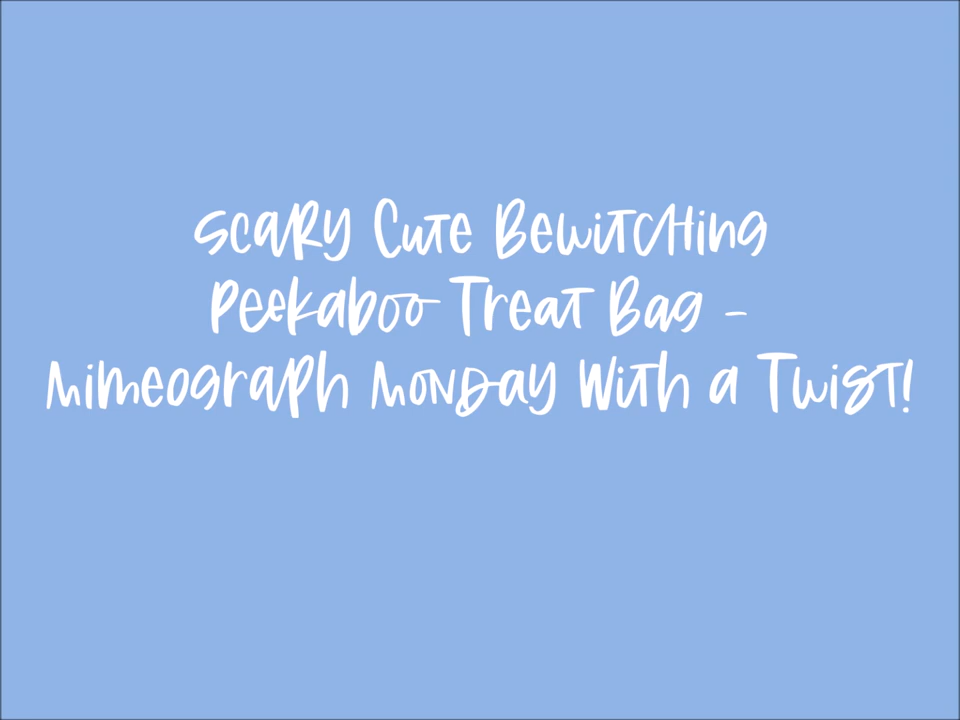 Scary Cute Bewitching
Peekaboo Treat Bag -
Mimeograph Monday With a Twist!